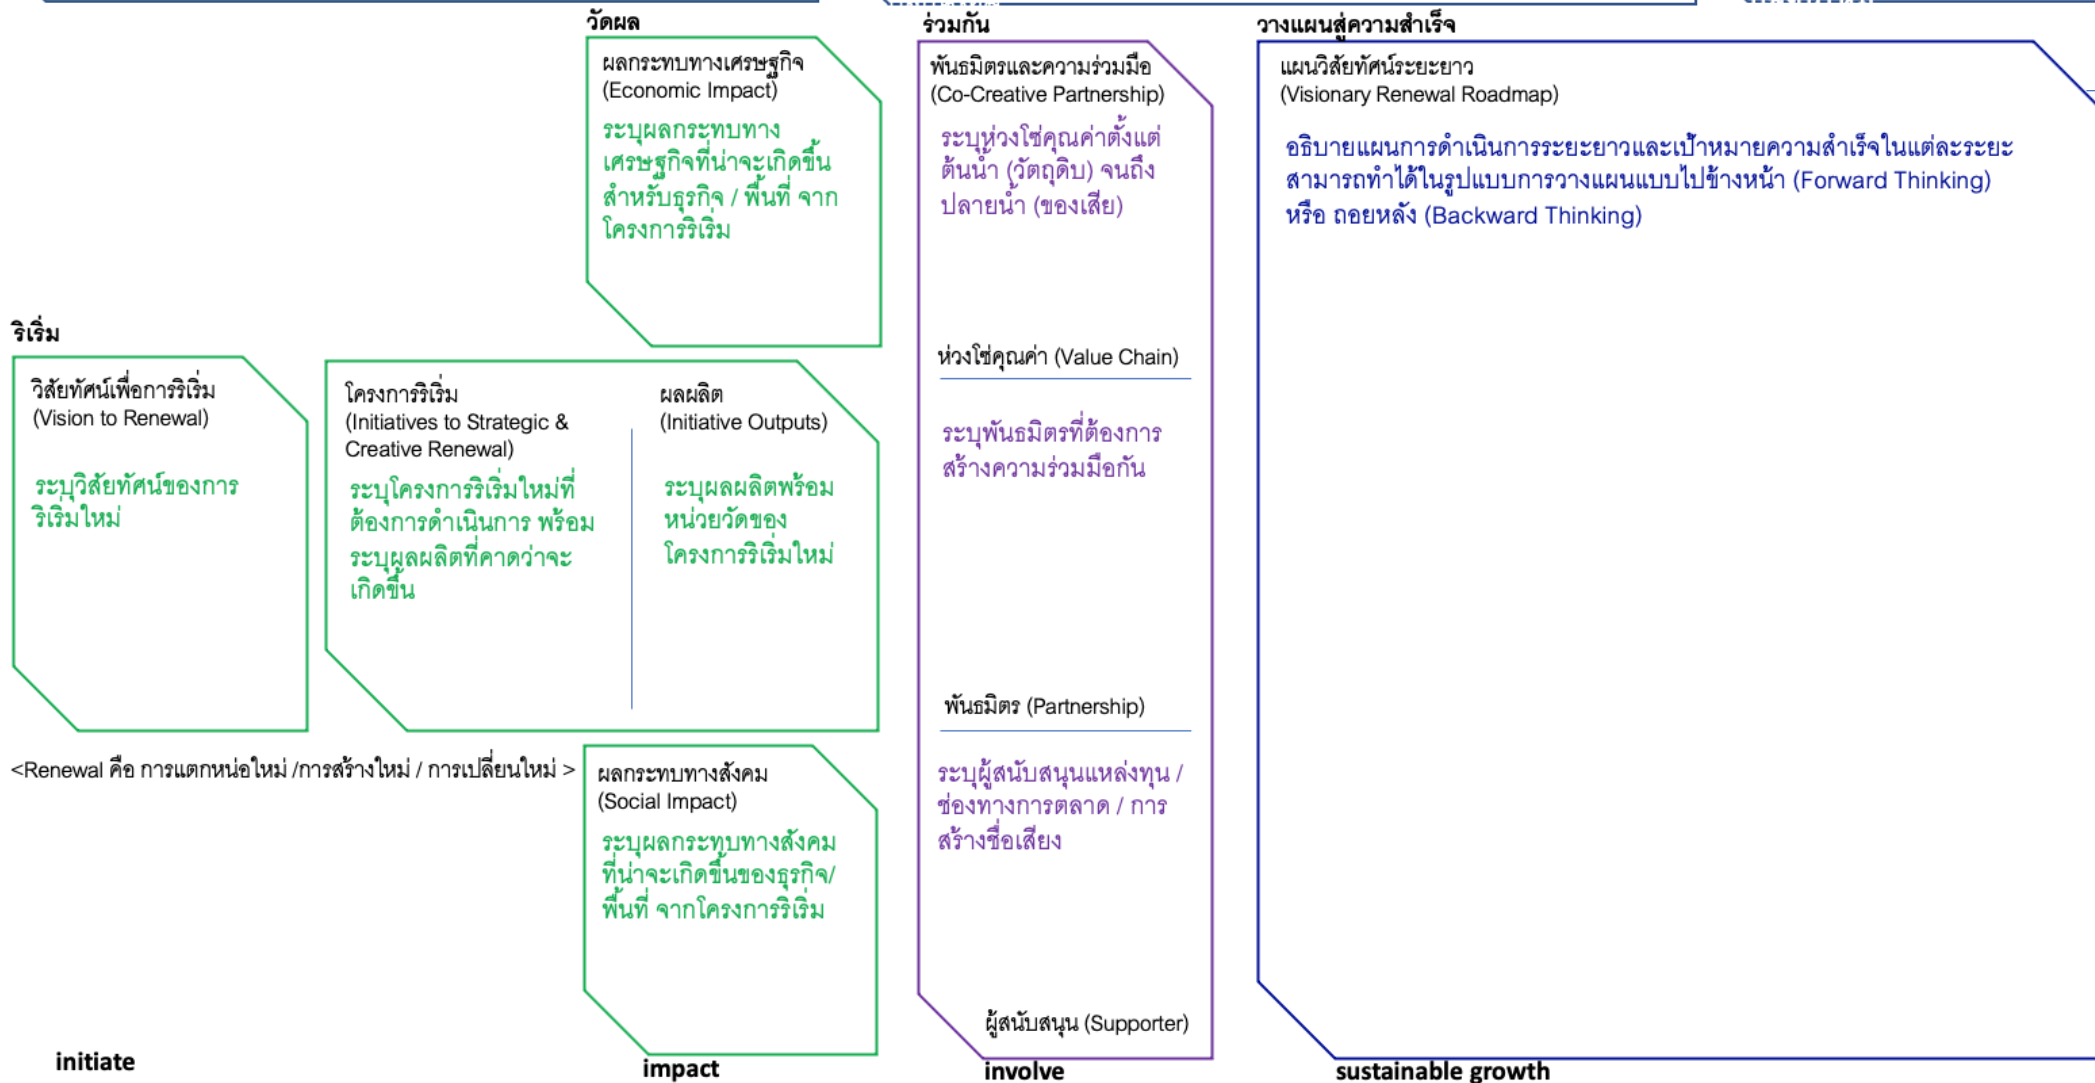 วัดผล
ผลกระทบทางเศรษฐกิจ
(Economic Impact)
ระบุผลกระทบทาง
เศรษฐกิจที่น่าจะเกิดขึ้น
สำหรับธุรกิจ / พื้นที่ จาก
โครงการริเริ่ม
ริเริ่ม
วิสัยทัศน์เพื่อการริเริ่ม
(Vision to Renewal)
ระบุวิสัยทัศน์ของการ
ริเริ่มใหม่
โครงการริเริ่ม
(Initiatives to Strategic &
Creative Renewal)
ระบุโครงการริเริ่มใหม่ที่
ต้องการดำเนินการ พร้อม
ระบุผลผลิตที่คาดว่าจะ
เกิดขึ้น
ผลผลิต
(Initiative Outputs)
ระบุผลผลิตพร้อม
หน่วยวัดของ
โครงการริเริ่มใหม่
<Renewal คือ การแตกหน่อใหม่ /การสร้างใหม่ / การเปลี่ยนใหม่ >
ผลกระทบทางสังคม
(Social Impact)
ระบุผลกระทบทางสังคม
ที่น่าจะเกิดขึ้นของธุรกิจ/
พื้นที่ จากโครงการริเริ่ม
ร่วมกัน
พันธมิตรและความร่วมมือ
(Co-Creative Partnership)
ระบุห่วงโซ่คุณค่าตั้งแต่
ต้นน้ำ (วัตถุดิบ) จนถึง
ปลายน้ำ (ของเสีย)
ห่วงโซ่คุณค่า (Value Chain)
ระบุพันธมิตรที่ต้องการ
สร้างความร่วมมือกัน
พันธมิตร (Partnership)
ระบุผู้สนับสนุนแหล่งทุน /
ช่องทางการตลาด / การ
สร้างชื่อเสียง
ผู้สนับสนุน (Supporter)
วางแผนสู่ความสำเร็จ
แผนวิสัยทัศน์ระยะยาว
(Visionary Renewal Roadmap)
อธิบายแผนการดำเนินการระยะยาวและเป้าหมายความสำเร็จในแต่ละระยะ
สามารถทำได้ในรูปแบบการวางแผนแบบไปข้างหน้า (Forward Thinking)
หรือ ถอยหลัง (Backward Thinking)
initiate
impact
involve
sustainable growth